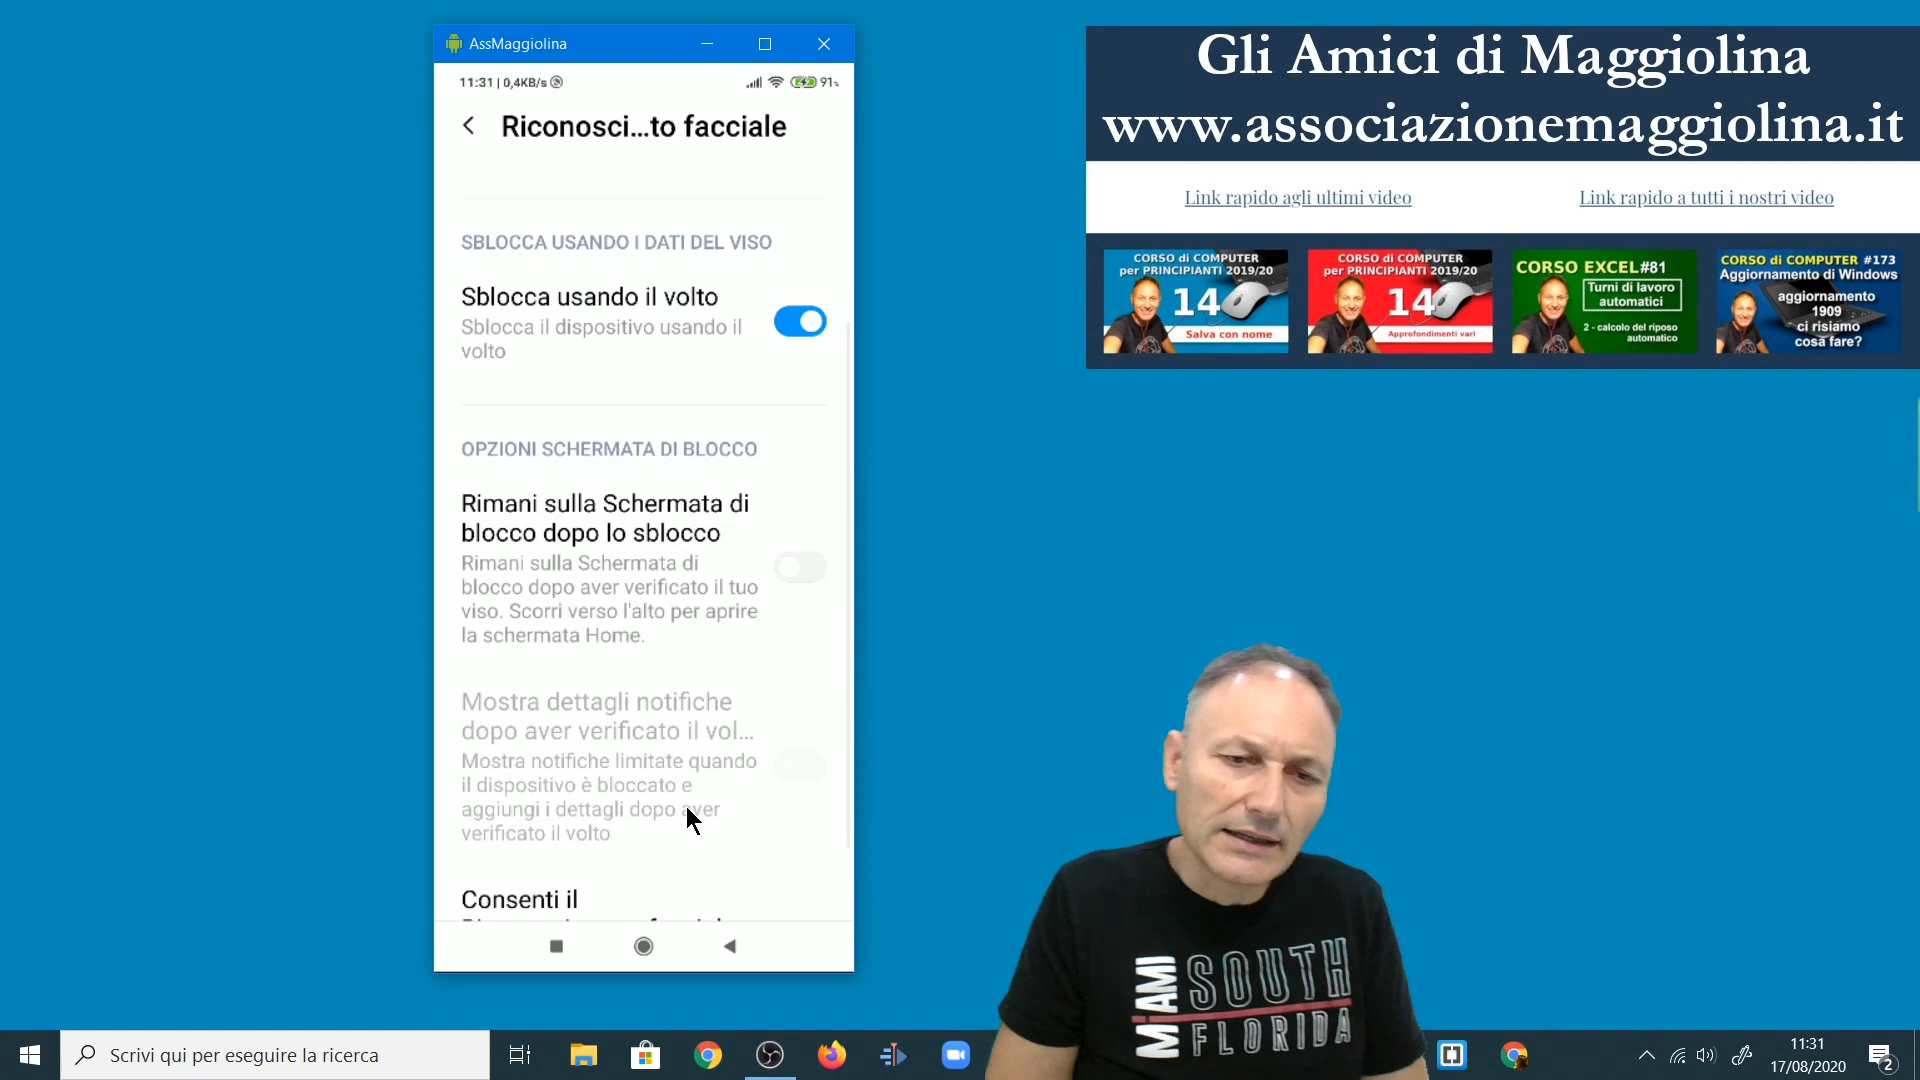 AssMaggiolina
11:31 | 0,4KB/s
91%
Riconosci...to facciale
SBLOCCA USANDO I DATI DEL VISO
Sblocca usando il volto
Sblocca il dispositivo usando il
volto
OPZIONI SCHERMATA DI BLOCCO
Rimani sulla Schermata di
blocco dopo lo sblocco
Rimani sulla Schermata di
blocco dopo aver verificato il tuo
viso. Scorri verso l'alto per aprire
la schermata Home.
Mostra dettagli notifiche
dopo aver verificato il vol...
Mostra notifiche limitate quando
il dispositivo è bloccato e
aggiungi i dettagli dopo aver
verificato il volto
Consenti il
Gli Amici di Maggiolina
www.associazionemaggiolina.it
Link rapido agli ultimi video
Link rapido a tutti i nostri video
CORSO di COMPUTER
per PRINCIPIANTI 2019/20
14
Salva con nome
CORSO di COMPUTER
per PRINCIPIANTI 2019/20
14
Approfondimenti vari
CORSO EXCEL #81
Turni di lavoro
automatici
2 - calcolo del riposo
automatico
CORSO di COMPUTER #173
Aggiornamento di Windows
aggiornamento
1909
ci risiamo
cosa fare?
MIAMI
SOUTH
FLORIDA
Scrivi qui per eseguire la ricerca
11:31
17/08/2020
2